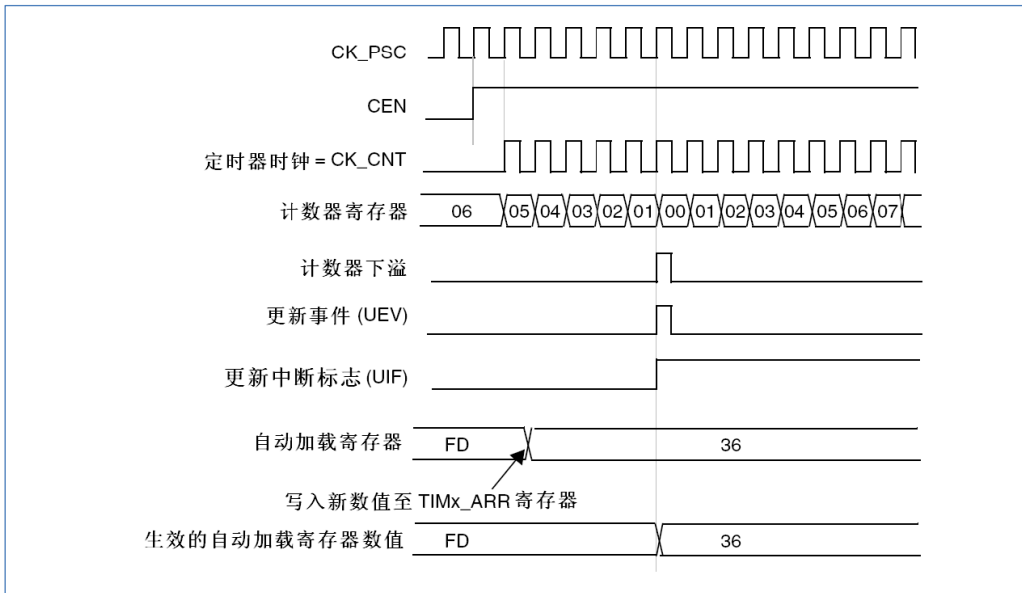 CK_PSC
CEN
定时器时钟 = CK_CNT
计数器寄存器 06 05 04 03 02 01 00 01 02 03 04 05 06 07
计数器下溢
更新事件 (UEV)
更新中断标志 (UIF)
自动加载寄存器 FD 36
写入新数值至 TIMx_ARR 寄存器
生效的自动加载寄存器数值 FD 36